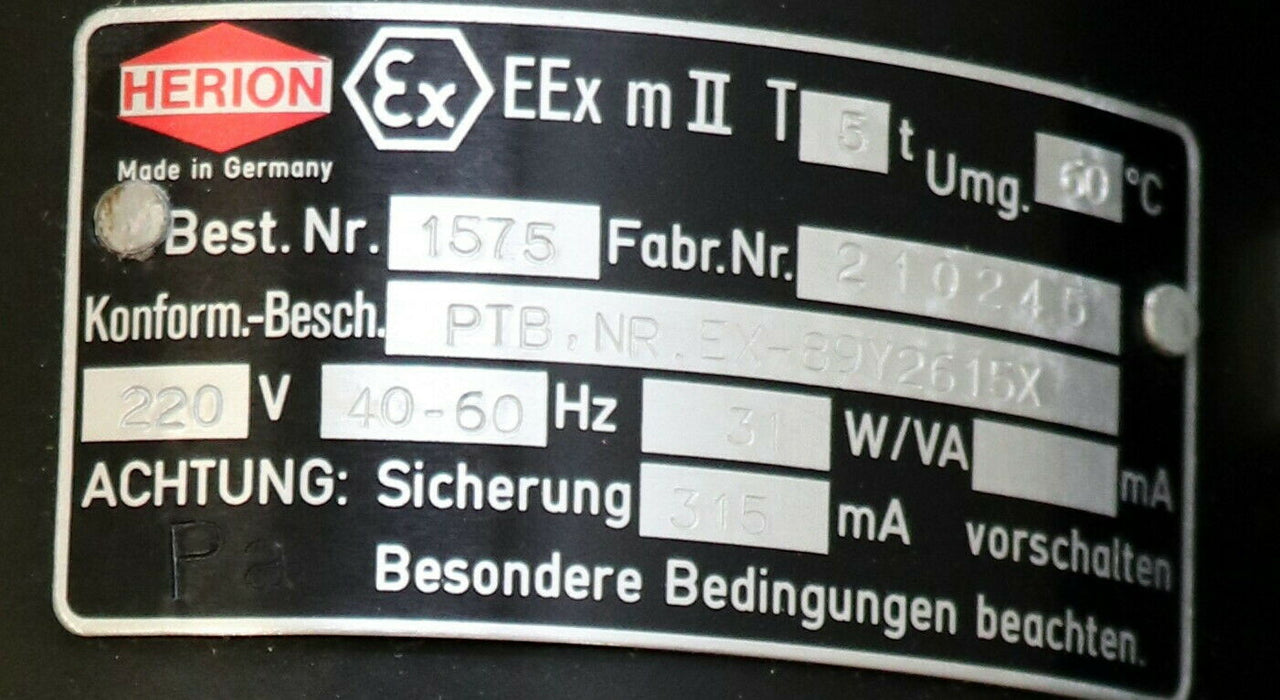 HERION Ex EEx m II T 5 t Umg. 60 °C
Made in Germany
Best. Nr. 1575 Fabr.Nr. 210245
Konform.-Besch. PTB, NR. EX-89Y2615X
220 V 40-60 Hz 31 W/VA mA
ACHTUNG: Sicherung 315 mA vorschalten
Pa
Besondere Bedingungen beachten.